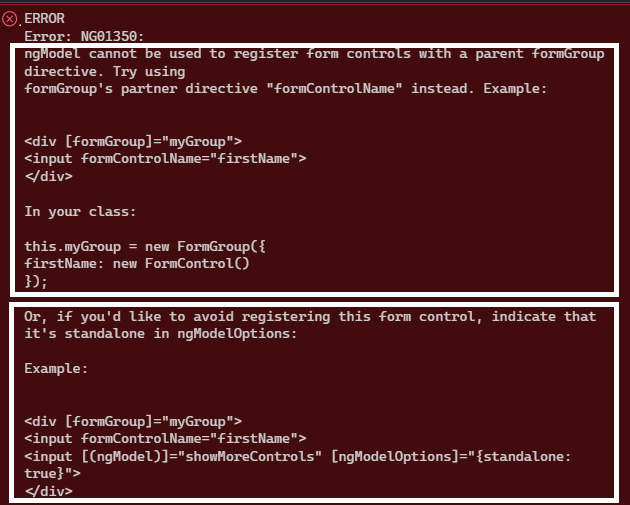 ERROR
Error: NG01350:
ngModel cannot be used to register form controls with a parent formGroup
directive. Try using
formGroup's partner directive "formControlName" instead. Example:
<div [formGroup]="myGroup">
<input formControlName="firstName">
</div>
In your class:
this.myGroup = new FormGroup({
firstName: new FormControl()
});
Or, if you'd like to avoid registering this form control, indicate that
it's standalone in ngModelOptions:
Example:
<div [formGroup]="myGroup">
<input formControlName="firstName">
<input [(ngModel)]="showMoreControls" [ngModelOptions]="{standalone:
true}">
</div>